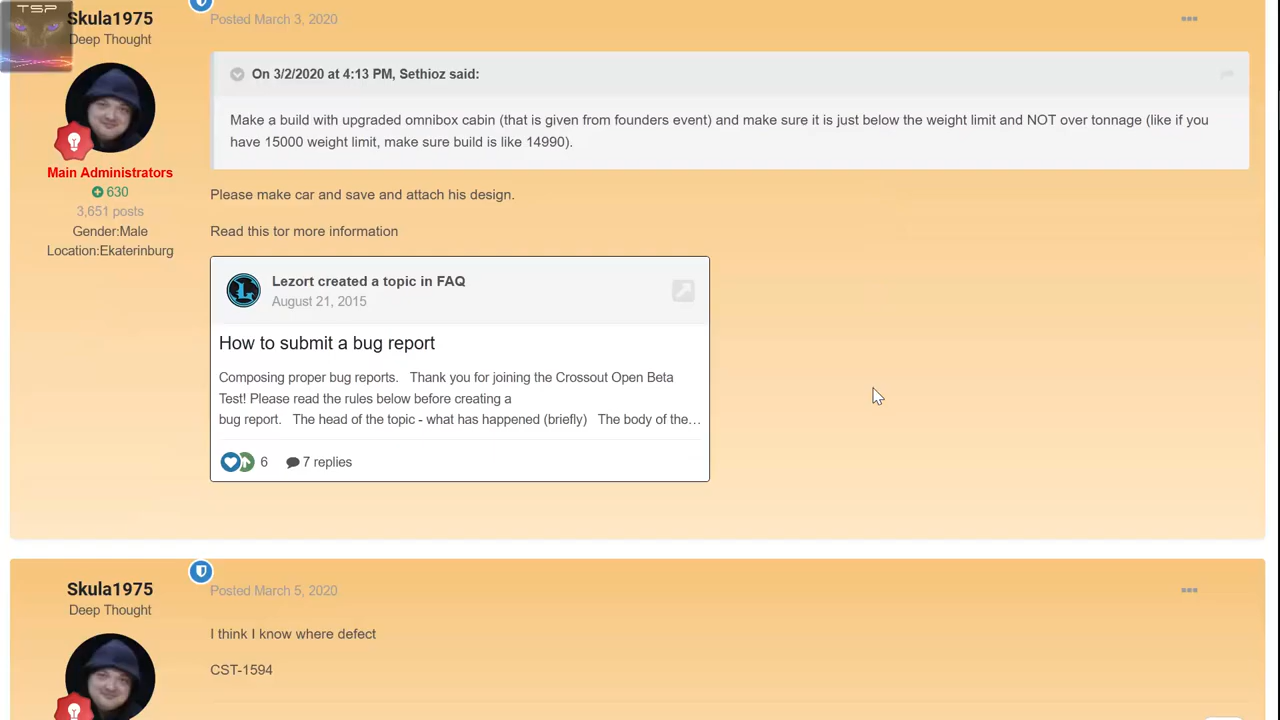 TSP
Skula1975
Deep Thought
Main Administrators
630
3,651 posts
Gender:Male
Location:Ekaterinburg
Posted March 3, 2020
On 3/2/2020 at 4:13 PM, Sethioz said:
Make a build with upgraded omnibox cabin (that is given from founders event) and make sure it is just below the weight limit and NOT over tonnage (like if you
have 15000 weight limit, make sure build is like 14990).
Please make car and save and attach his design.
Read this tor more information
Lezort created a topic in FAQ
August 21, 2015
How to submit a bug report
Composing proper bug reports.   Thank you for joining the Crossout Open Beta
Test! Please read the rules below before creating a
bug report.   The head of the topic - what has happened (briefly)   The body of the…
6
7 replies
Skula1975
Deep Thought
Posted March 5, 2020
I think I know where defect
CST-1594